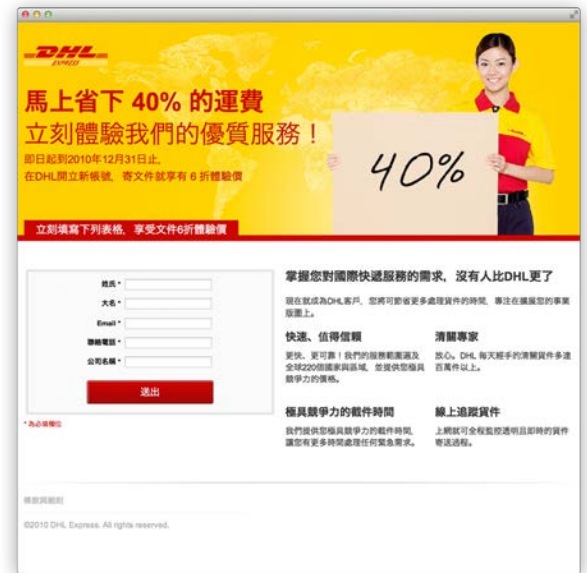 DHL
EXPRESS
馬上省下 40% 的運費
立刻體驗我們的優質服務！
即日起到2010年12月31日止,
在DHL開立新帳號, 寄文件就享有 6 折體驗價
40%
立刻填寫下列表格, 享受文件6折體驗價
姓氏 *
大名 *
Email *
聯絡電話 *
公司名稱 *
送出
* 為必填欄位
掌握您對國際快遞服務的需求，沒有人比DHL更了
現在就成為DHL客戶, 您將可節省更多處理貨件的時間, 專注在擴展您的事業
版圖上。
快速、值得信賴
更快、更可靠！我們的服務範圍遍及
全球220個國家與區域, 並提供您極具
競爭力的價格。
清關專家
放心。DHL 每天經手的清關貨件多達
百萬件以上。
極具競爭力的截件時間
我們提供您極具競爭力的截件時間,
讓您有更多時間處理任何緊急需求。
線上追蹤貨件
上網就可全程監控透明且即時的貨件
寄送過程。
條款與細則
©2010 DHL Express. All rights reserved.